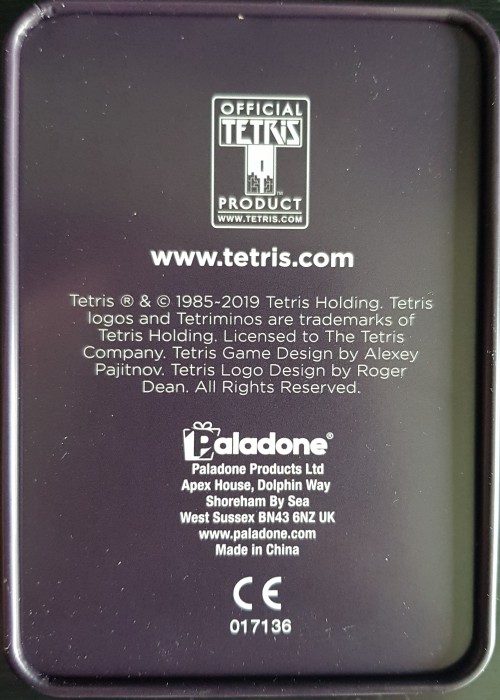 OFFICIAL
TETRIS
PRODUCT
WWW.TETRIS.COM
www.tetris.com
Tetris ® & © 1985~2019 Tetris Holding. Tetris
logos and Tetriminos are trademarks of
Tetris Holding. Licensed to The Tetris
Company. Tetris Game Design by Alexey
Pajitnov. Tetris Logo Design by Roger
Dean. All Rights Reserved.
Paladone®
Paladone Products Ltd
Apex House, Dolphin Way
Shoreham By Sea
West Sussex BN43 6NZ UK
www.paladone.com
Made in China
CE
017136